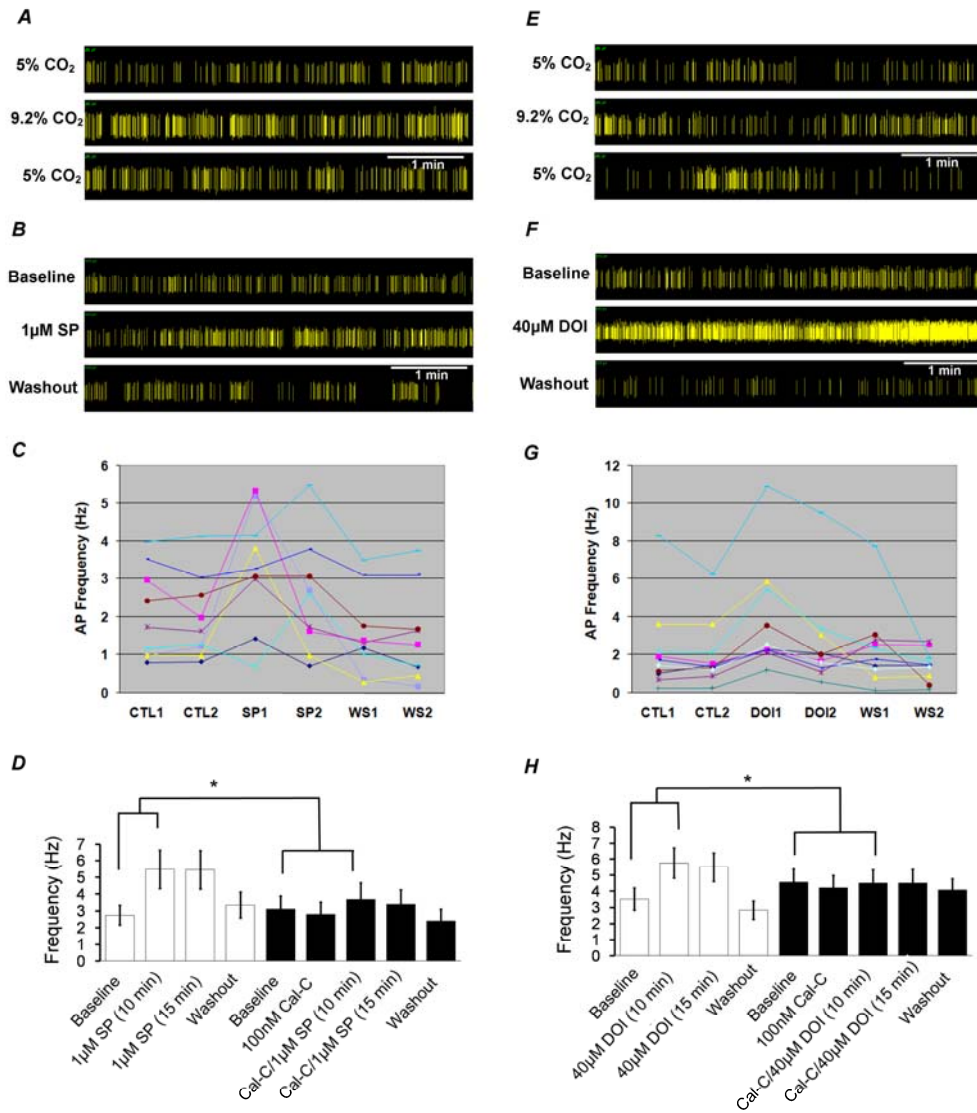 A
5% CO2
9.2% CO2
5% CO2
1 min
B
Baseline
1µM SP
Washout
1 min
C
AP Frequency (Hz)
6
5
4
3
2
1
0
CTL1 CTL2 SP1 SP2 WS1 WS2
D
*
Frequency (Hz)
7
6
5
4
3
2
1
0
Baseline
1µM SP (10 min)
1µM SP (15 min)
Washout
Baseline
100nM Cal-C
Cal-C/1µM SP (10 min)
Cal-C/1µM SP (15 min)
Washout
E
5% CO2
9.2% CO2
5% CO2
1 min
F
Baseline
40µM DOI
Washout
1 min
G
AP Frequency (Hz)
12
10
8
6
4
2
0
CTL1 CTL2 DOI1 DOI2 WS1 WS2
H
*
Frequency (Hz)
8
7
6
5
4
3
2
1
0
Baseline
40µM DOI (10 min)
40µM DOI (15 min)
Washout
Baseline
100nM Cal-C
Cal-C/40µM DOI (10 min)
Cal-C/40µM DOI (15 min)
Washout